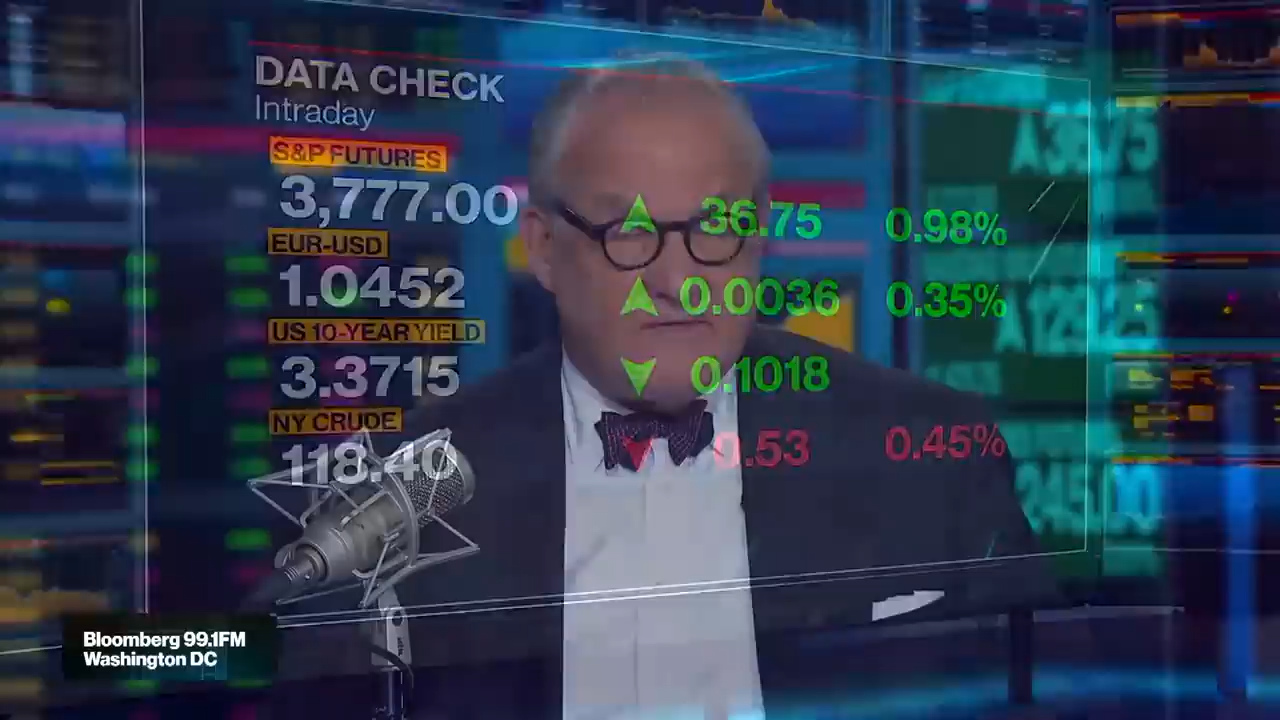 DATA CHECK
Intraday
S&P FUTURES
3,777.00 36.75 0.98%
EUR-USD
1.0452 0.0036 0.35%
US 10-YEAR YIELD
3.3715 0.1018
NY CRUDE
118.40 0.53 0.45%
Bloomberg 99.1FM
Washington DC